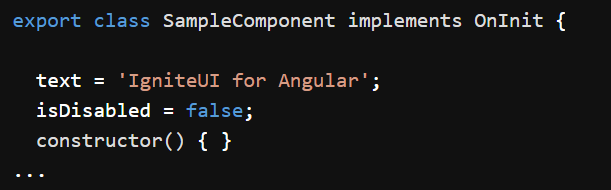 export class SampleComponent implements OnInit {
text = 'IgniteUI for Angular';
isDisabled = false;
constructor() { }
...